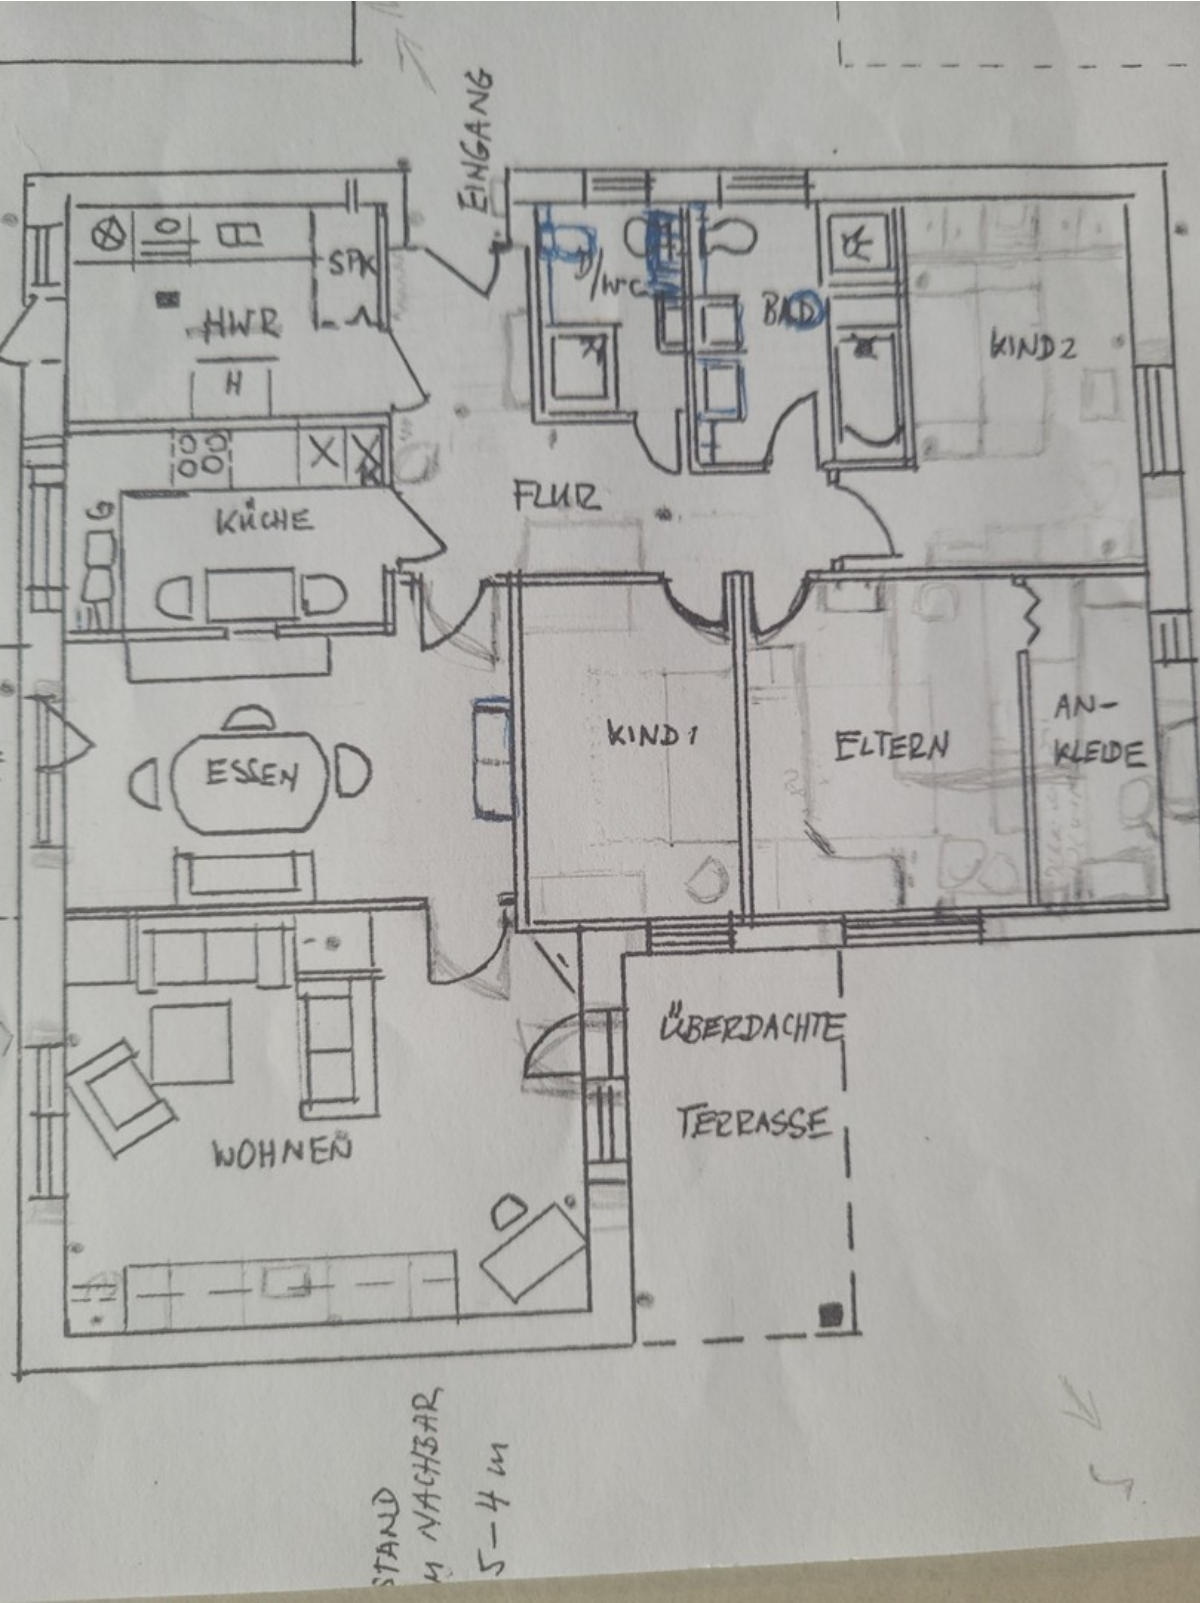 EINGANG
SPK
D/WC
BAD
HWR
KIND 2
H
FLUR
G
KÜCHE
KIND 1
ELTERN
AN-
KLEIDE
ESSEN
ÜBERDACHTE
TERRASSE
WOHNEN
STAND
NACHBAR
5-4 m